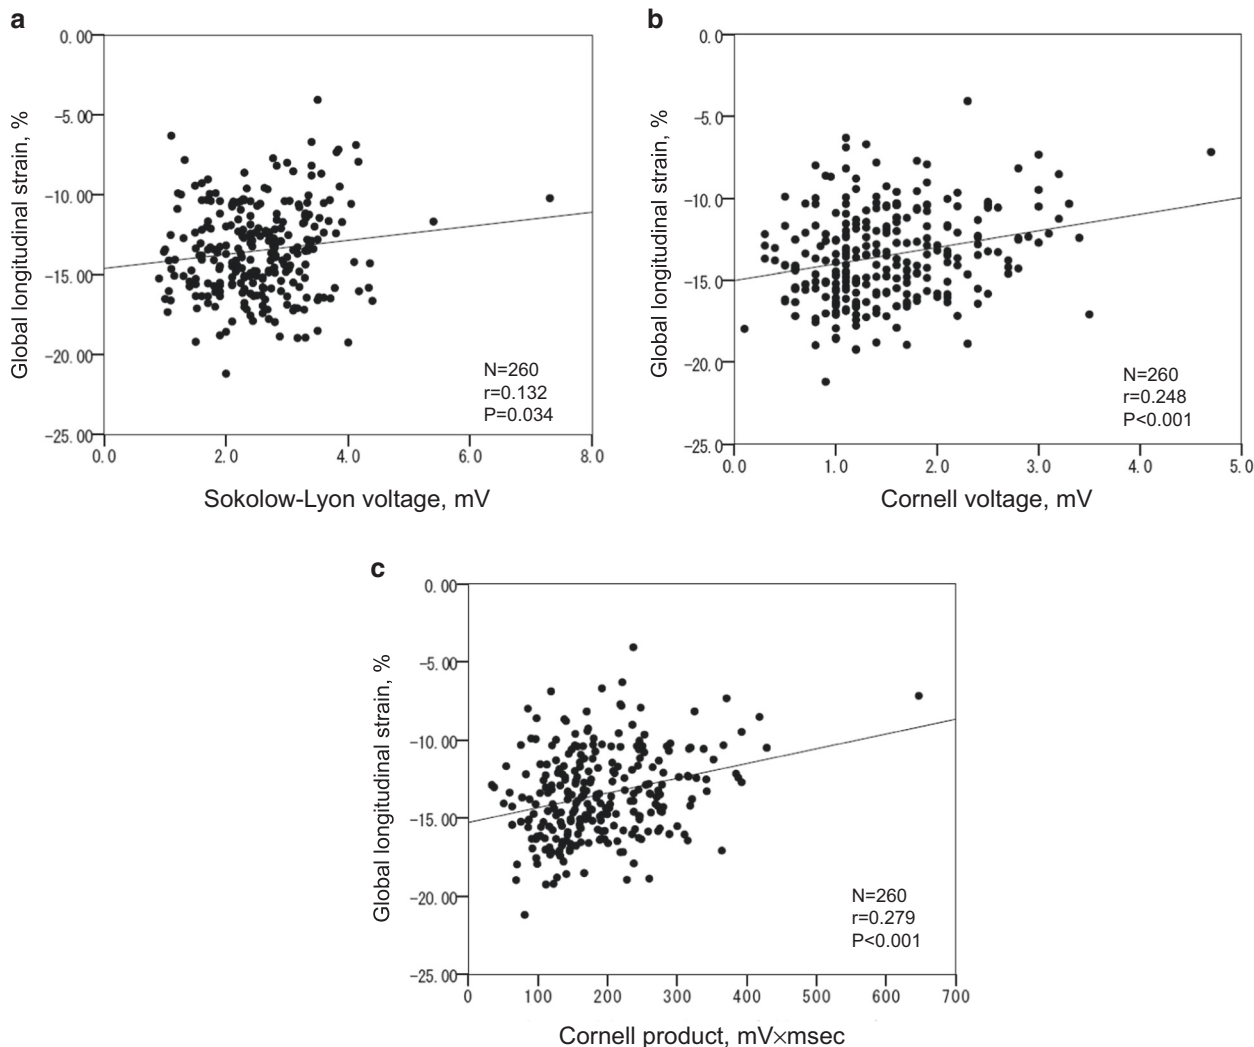 a
0.00
-5.00
-10.00
-15.00
-20.00
-25.00
Global longitudinal strain, %
0.0 2.0 4.0 6.0 8.0
Sokolow-Lyon voltage, mV
N=260
r=0.132
P=0.034
b
0.0
-5.0
-10.0
-15.0
-20.0
-25.0
Global longitudinal strain, %
0.0 1.0 2.0 3.0 4.0 5.0
Cornell voltage, mV
N=260
r=0.248
P<0.001
c
0.00
-5.00
-10.00
-15.00
-20.00
-25.00
Global longitudinal strain, %
0 100 200 300 400 500 600 700
Cornell product, mV×msec
N=260
r=0.279
P<0.001